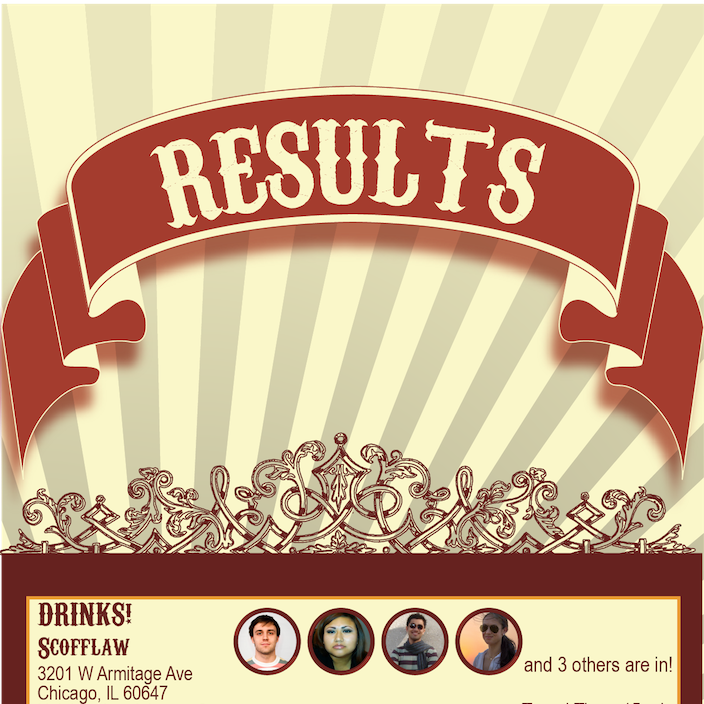 RESULTS
DRINKS!
SCOFFLAW
3201 W Armitage Ave
Chicago, IL 60647
and 3 others are in!